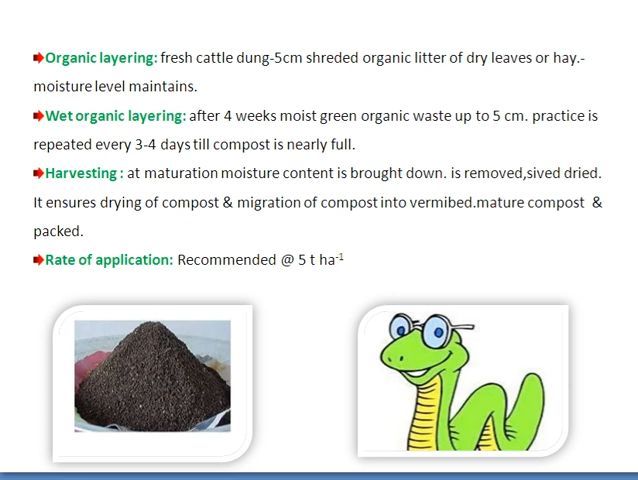 Organic layering: fresh cattle dung-5cm shreded organic litter of dry leaves or hay.-
moisture level maintains.
Wet organic layering: after 4 weeks moist green organic waste up to 5 cm. practice is
repeated every 3-4 days till compost is nearly full.
Harvesting : at maturation moisture content is brought down. is removed,sived dried.
It ensures drying of compost & migration of compost into vermibed.mature compost &
packed.
Rate of application: Recommended @ 5 t ha-1